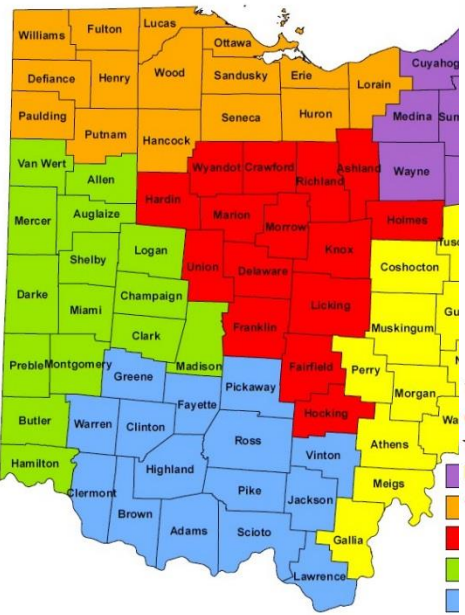 Williams
Fulton
Lucas
Ottawa
Cuyahog
Defiance
Henry
Wood
Sandusky
Erie
Lorain
Paulding
Putnam
Hancock
Seneca
Huron
Medina
Sum
Van Wert
Allen
Wyandot
Crawford
Richland
Ashland
Wayne
Hardin
Mercer
Auglaize
Marion
Morrow
Holmes
Logan
Knox
Tusc
Shelby
Union
Delaware
Coshocton
Darke
Champaign
Miami
Licking
Gu
Clark
Franklin
Muskingum
Preble
Montgomery
Madison
Fairfield
Perry
N
Greene
Pickaway
Morgan
Fayette
Hocking
Butler
Warren
Clinton
Ross
Athens
Wa
Hamilton
Highland
Vinton
Clermont
Pike
Jackson
Meigs
Brown
Adams
Scioto
Gallia
Lawrence